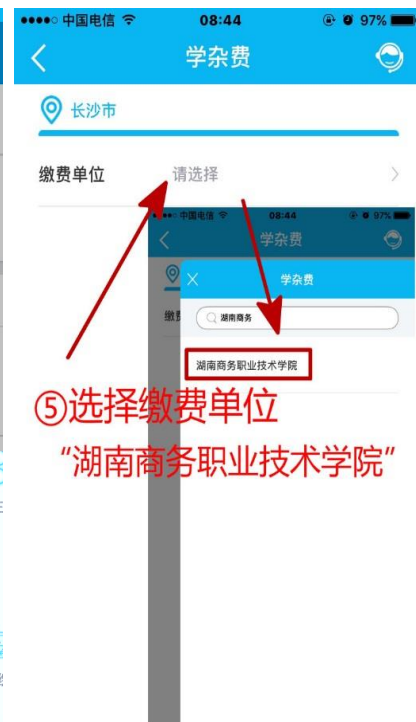 中国电信 08:44 97%
学杂费
长沙市
缴费单位 请选择
中国电信 08:44 97%
学杂费
学杂费
缴
湖南商务
湖南商务职业技术学院
⑤选择缴费单位
“湖南商务职业技术学院”